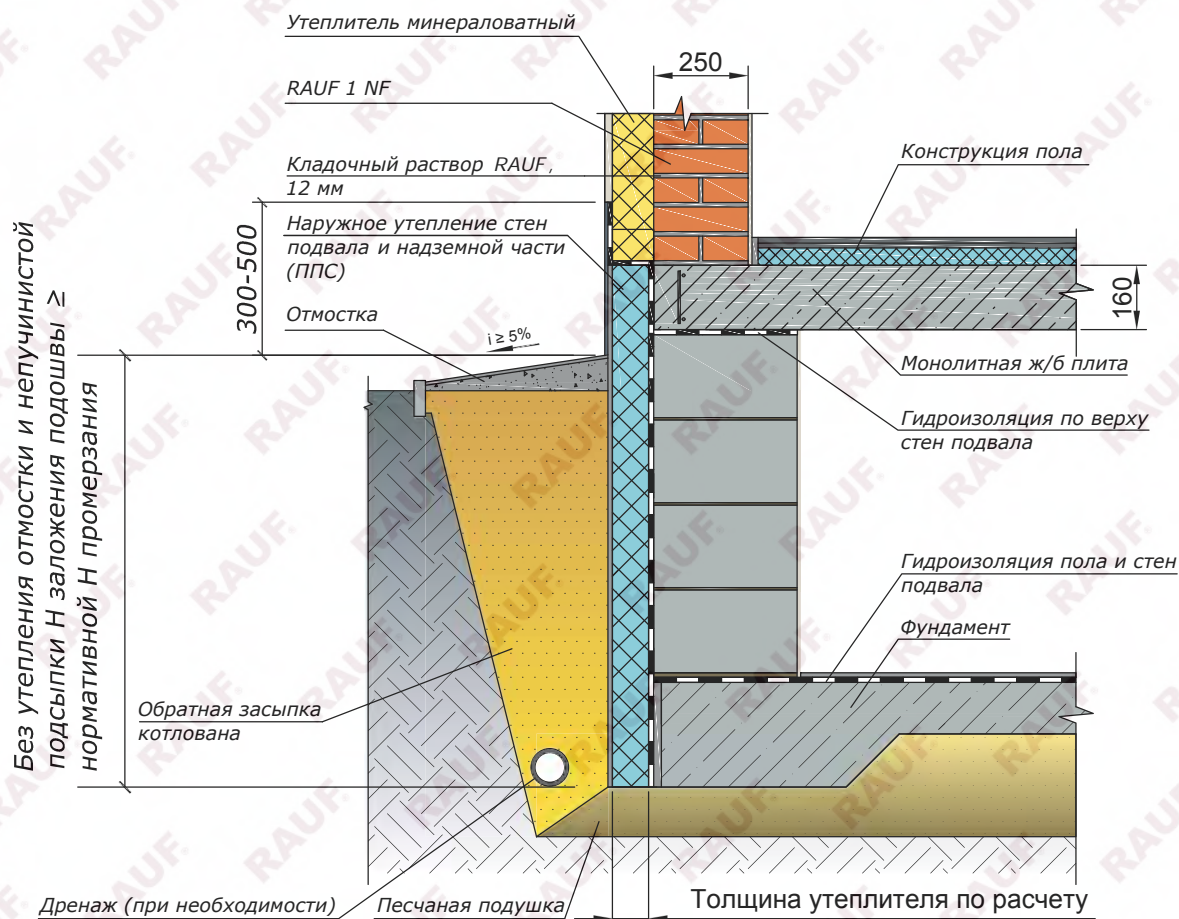 Утеплитель минераловатный
250
RAUF 1 NF
Кладочный раствор RAUF,
12 мм
Конструкция пола
Наружное утепление стен
подвала и надземной части
(ППС)
300-500
160
Отмостка
i ≥ 5%
Монолитная ж/б плита
Гидроизоляция по верху
стен подвала
Без утепления отмостки и непучинистой
подсыпки Н заложения подошвы ≥
нормативной Н промерзания
Гидроизоляция пола и стен
подвала
Фундамент
Обратная засыпка
котлована
Дренаж (при необходимости)
Песчаная подушка
Толщина утеплителя по расчету
RAUF